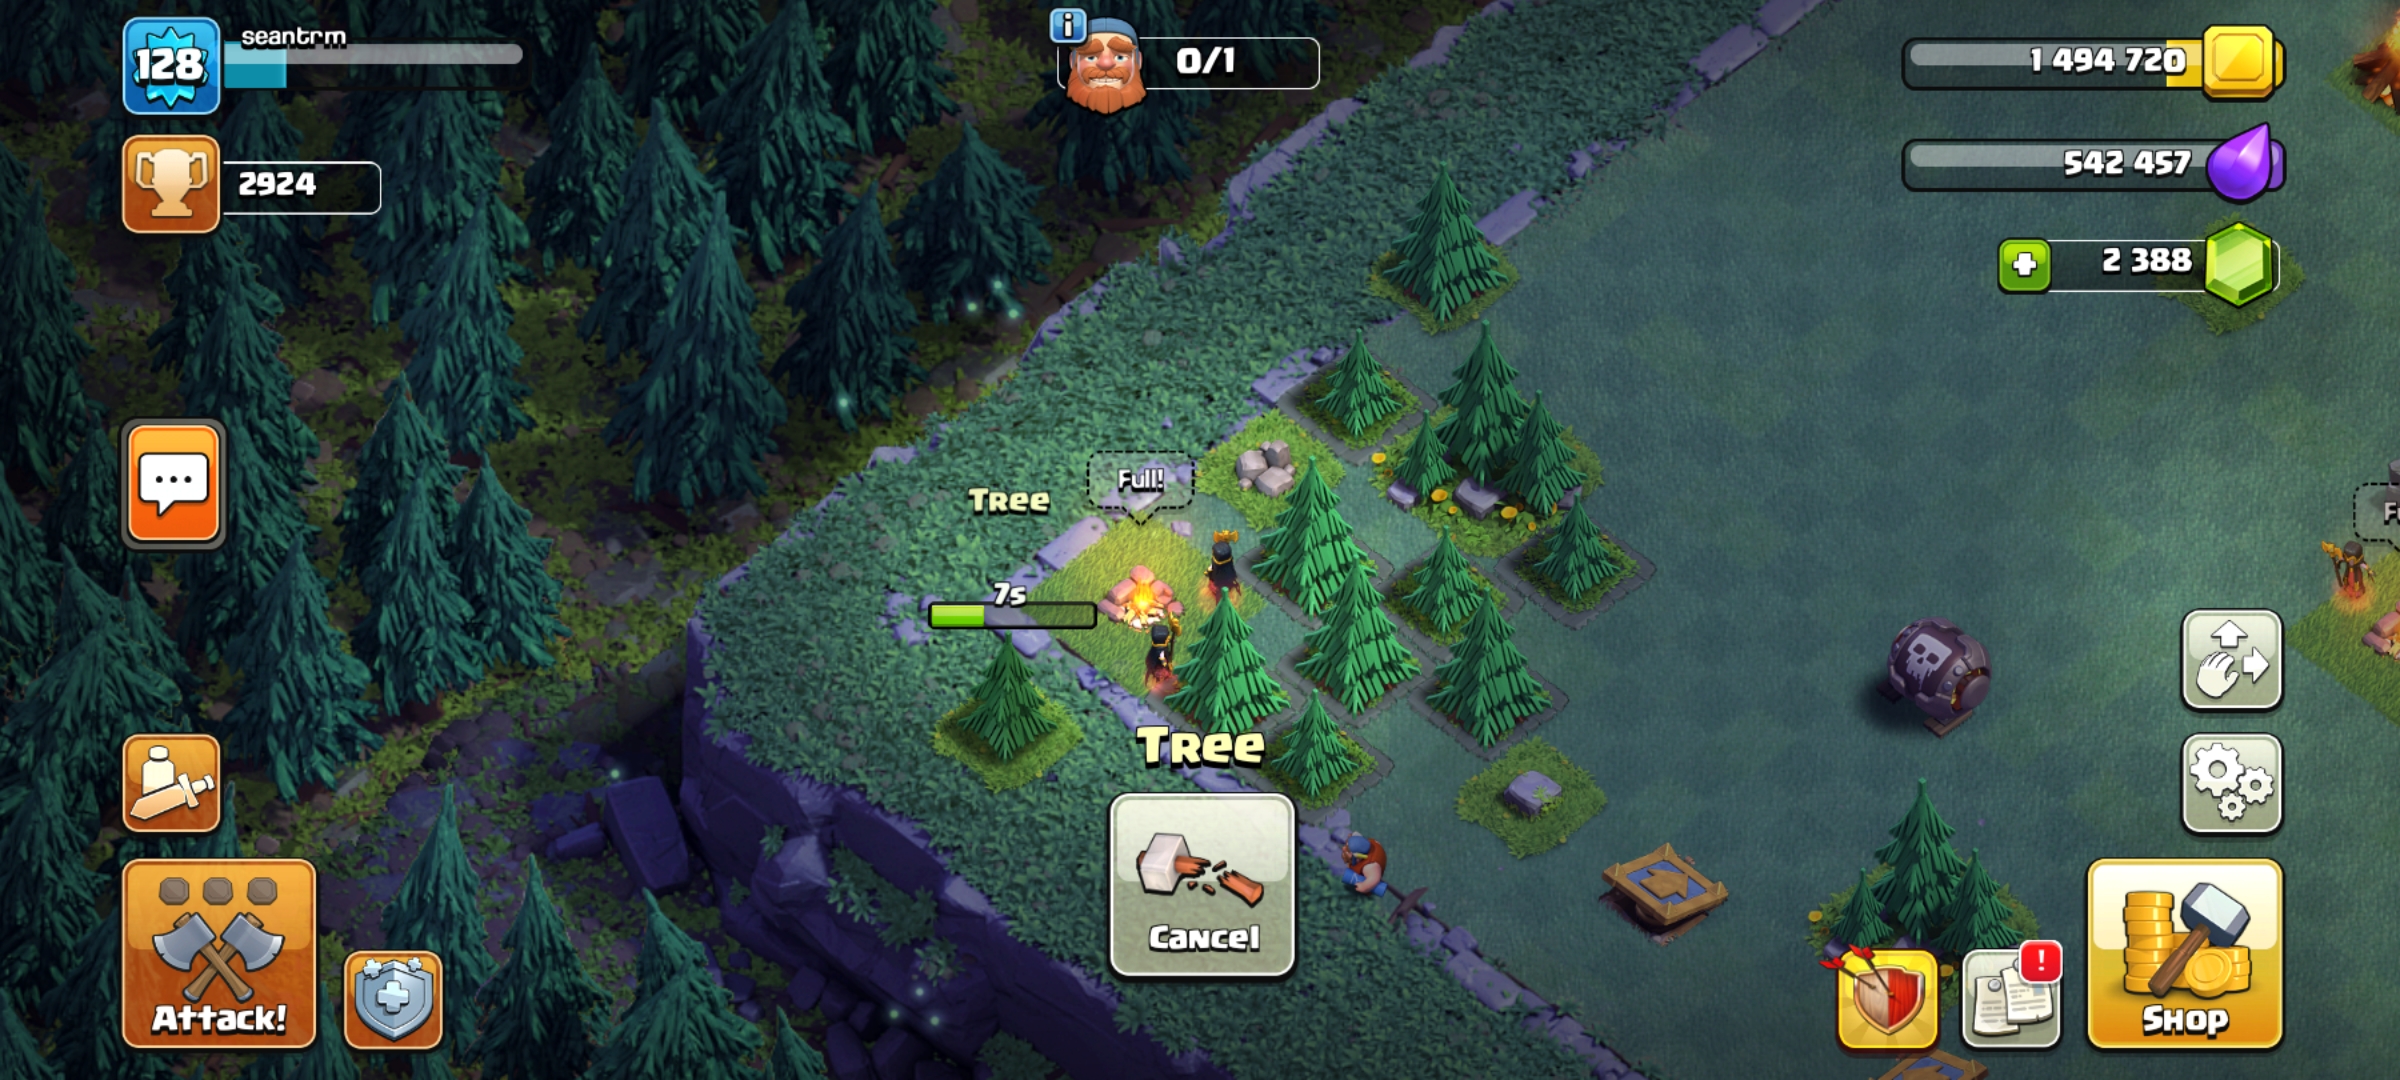 128
seantrm
i
0/1
1 494 720
2924
542 457
2 388
Full!
Tree
7s
Tree
Cancel
Attack!
!
Shop